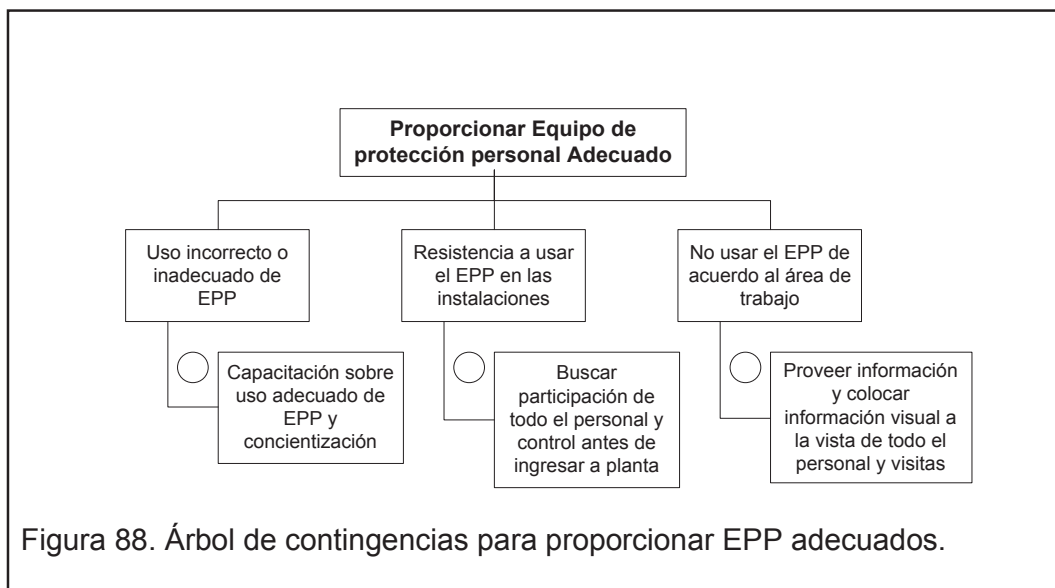 Proporcionar Equipo de
protección personal Adecuado
Uso incorrecto o
inadecuado de
EPP
Resistencia a usar
el EPP en las
instalaciones
No usar el EPP de
acuerdo al área de
trabajo
Capacitación sobre
uso adecuado de
EPP y
concientización
Buscar
participación de
todo el personal y
control antes de
ingresar a planta
Proveer información
y colocar
información visual a
la vista de todo el
personal y visitas
Figura 88. Árbol de contingencias para proporcionar EPP adecuados.